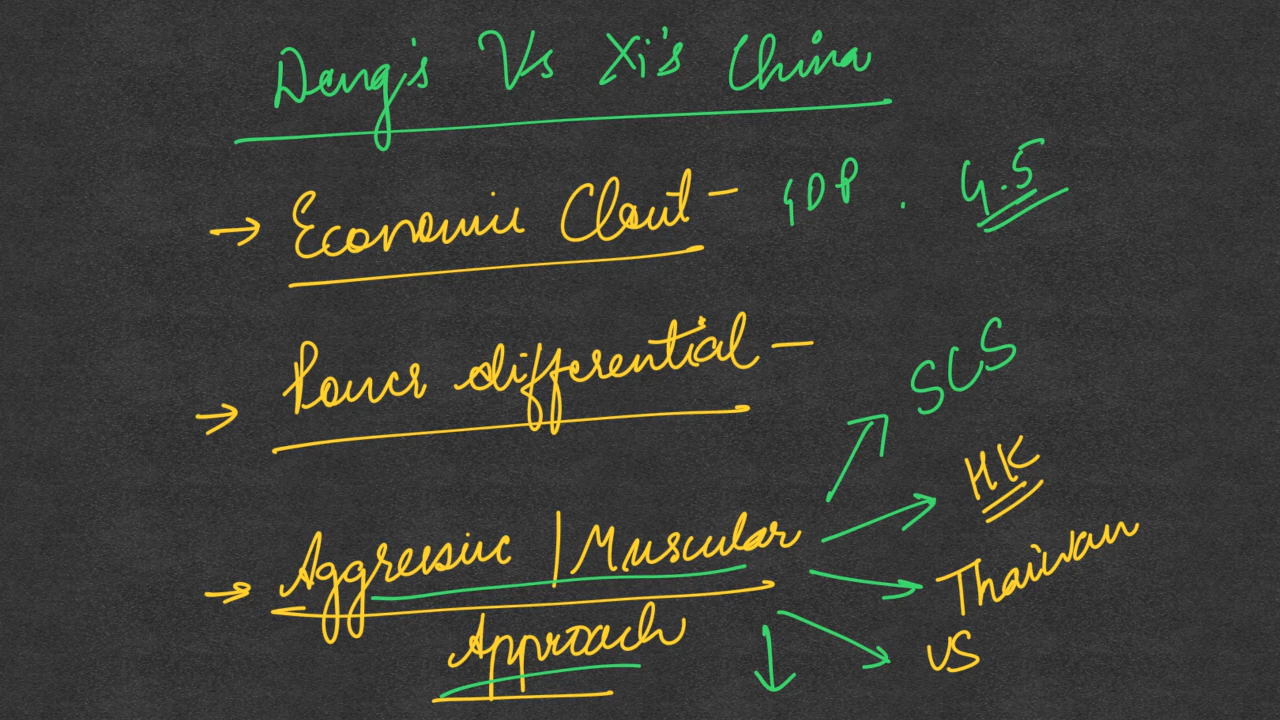 Deng's Vs Xi's China
→ Economic Clout – GDP . 4.5
→ Power differential –
SCS
HK
→ Aggressive | Muscular
Thaiwan
Approach
US